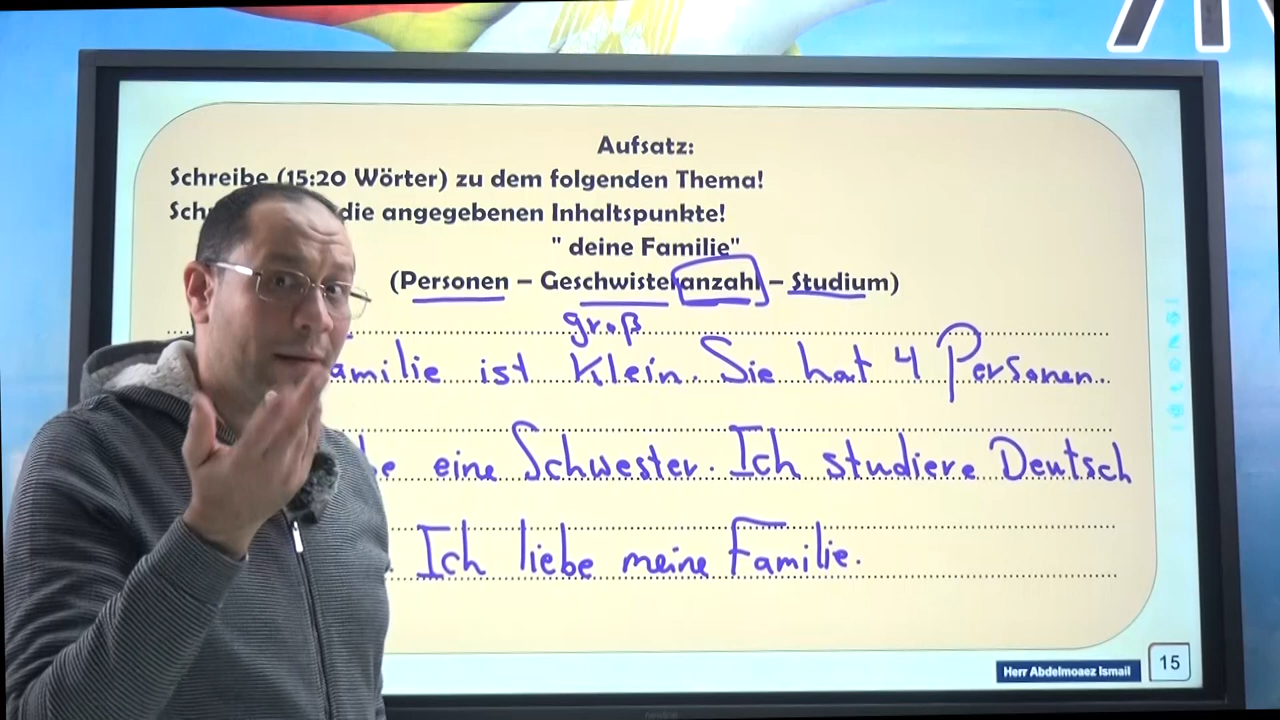 Aufsatz:
Schreibe (15:20 Wörter) zu dem folgenden Thema!
die angegebenen Inhaltspunkte!
" deine Familie"
(Personen – Geschwisteranzahl – Studium)
groß
amilie ist Klein. Sie hat 4 Personen.
eine Schwester. Ich studiere Deutsch
. Ich liebe meine Familie.
Herr Abdelmoaez Ismail
15